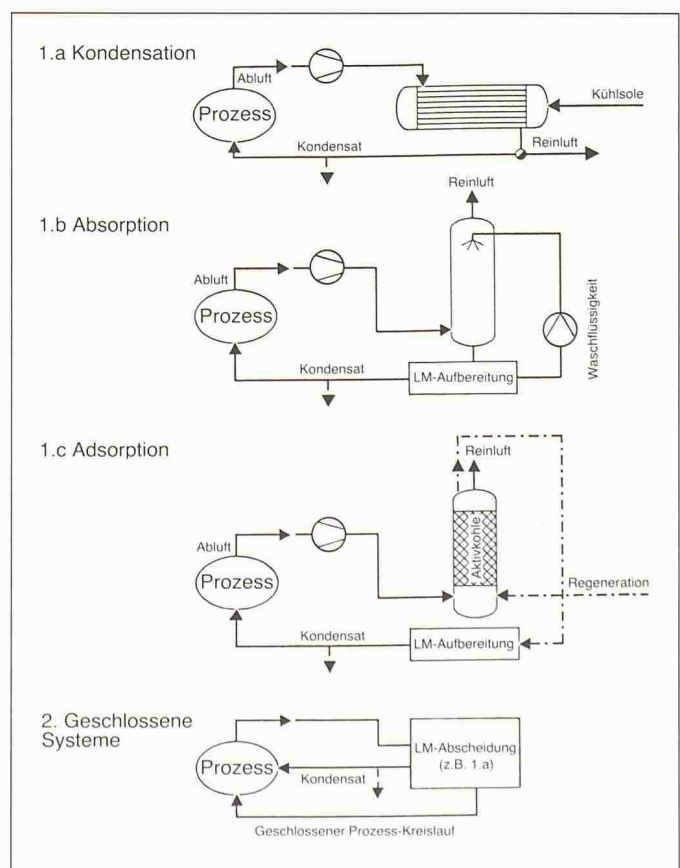 1.a Kondensation
Abluft
Prozess
Kühlsole
Kondensat
Reinluft
1.b Absorption
Reinluft
Abluft
Prozess
Waschflüssigkeit
Kondensat
LM-Aufbereitung
1.c Adsorption
Reinluft
Abluft
Aktivkohle
Prozess
Regeneration
Kondensat
LM-Aufbereitung
2. Geschlossene
Systeme
LM-Abscheidung
(z.B. 1.a)
Prozess
Kondensat
Geschlossener Prozess-Kreislauf